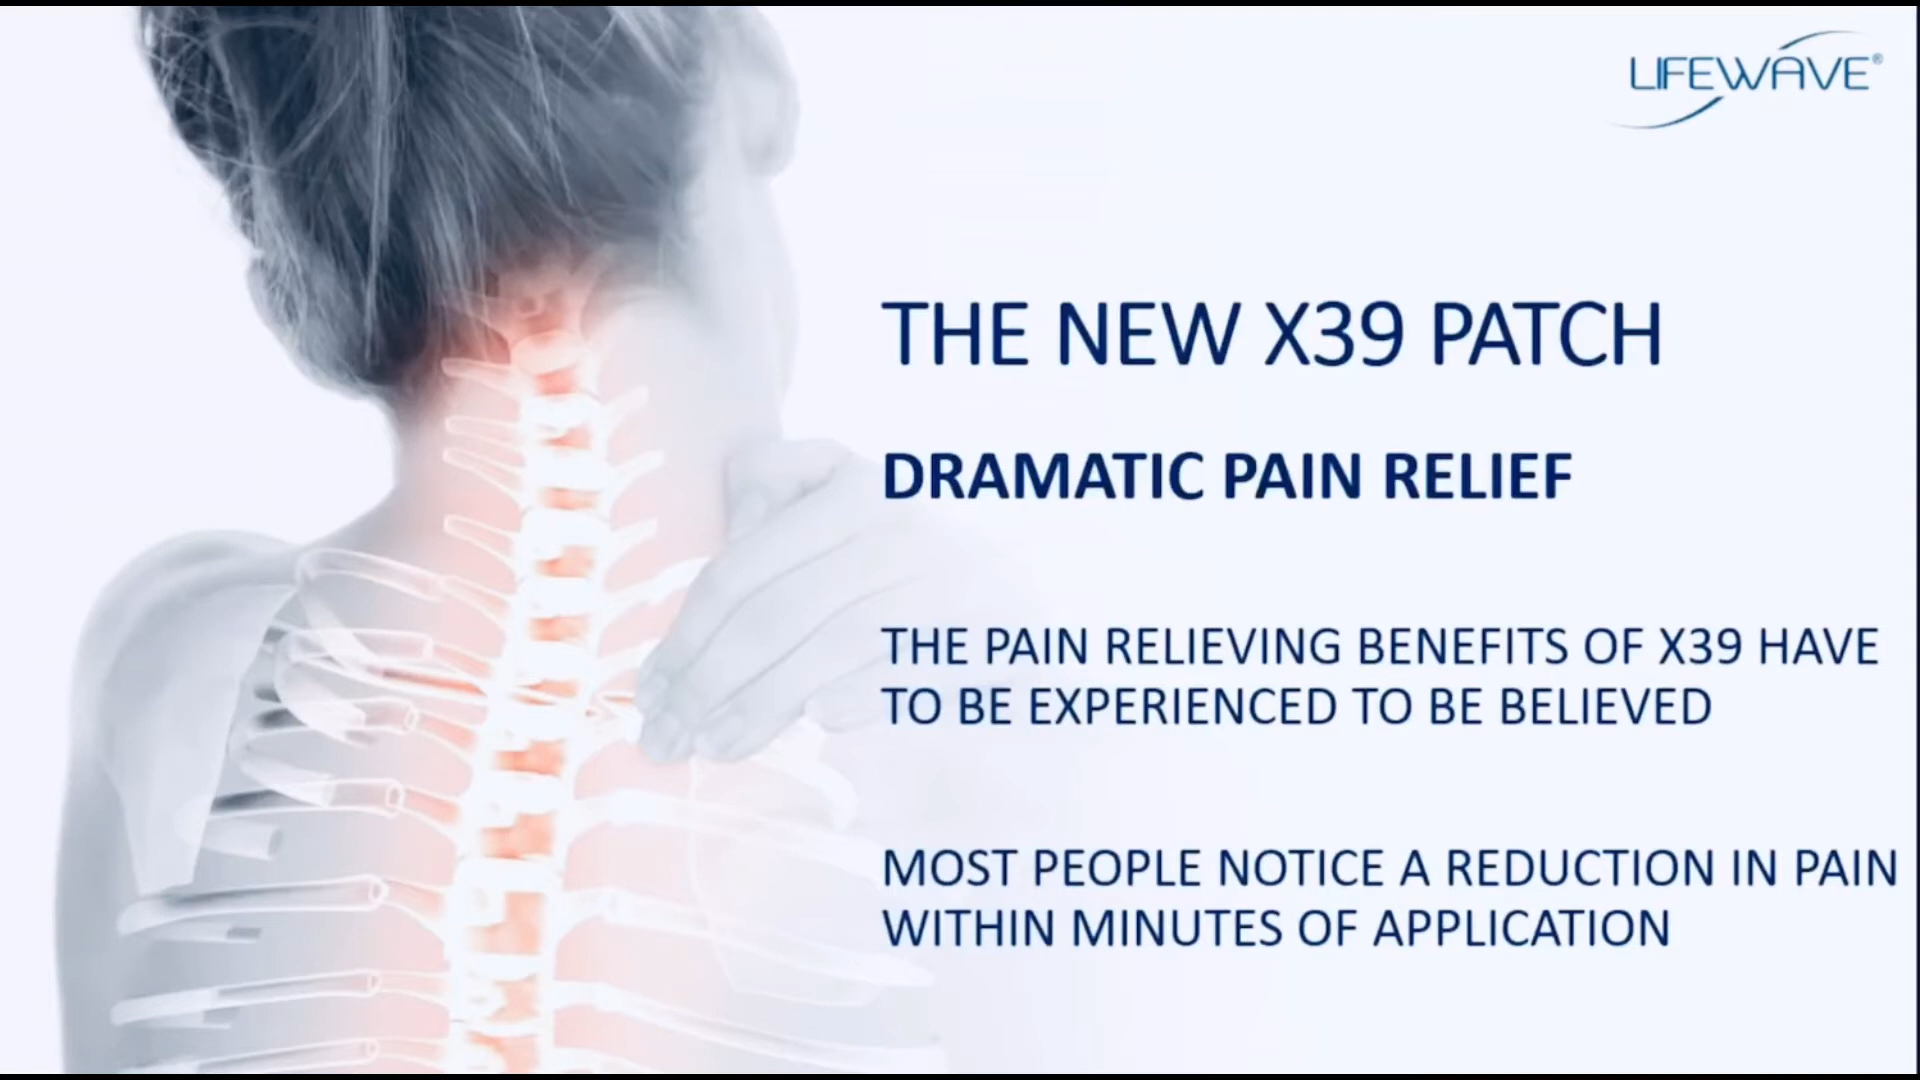 LIFEWAVE®
THE NEW X39 PATCH
DRAMATIC PAIN RELIEF
THE PAIN RELIEVING BENEFITS OF X39 HAVE
TO BE EXPERIENCED TO BE BELIEVED
MOST PEOPLE NOTICE A REDUCTION IN PAIN
WITHIN MINUTES OF APPLICATION